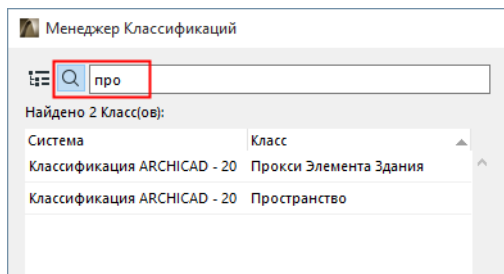 Менеджер Классификаций
про
Найдено 2 Класс(ов):
Система Класс
Классификация ARCHICAD - 20 Прокси Элемента Здания
Классификация ARCHICAD - 20 Пространство